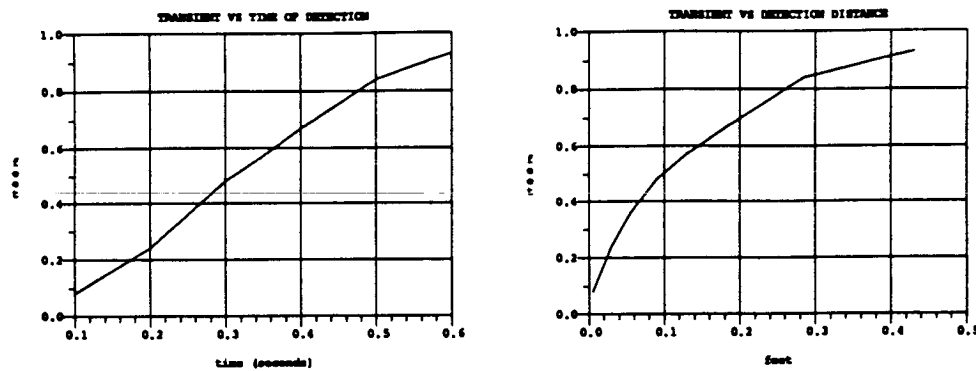 TRANSIENT VS TIME OF DETECTION
1.0
0.8
0.6
0.4
0.2
0.0
0.1 0.2 0.3 0.4 0.5 0.6
time (seconds)
TRANSIENT VS DETECTION DISTANCE
1.0
0.8
0.6
0.4
0.2
0.0
0.0 0.1 0.2 0.3 0.4 0.5
feet